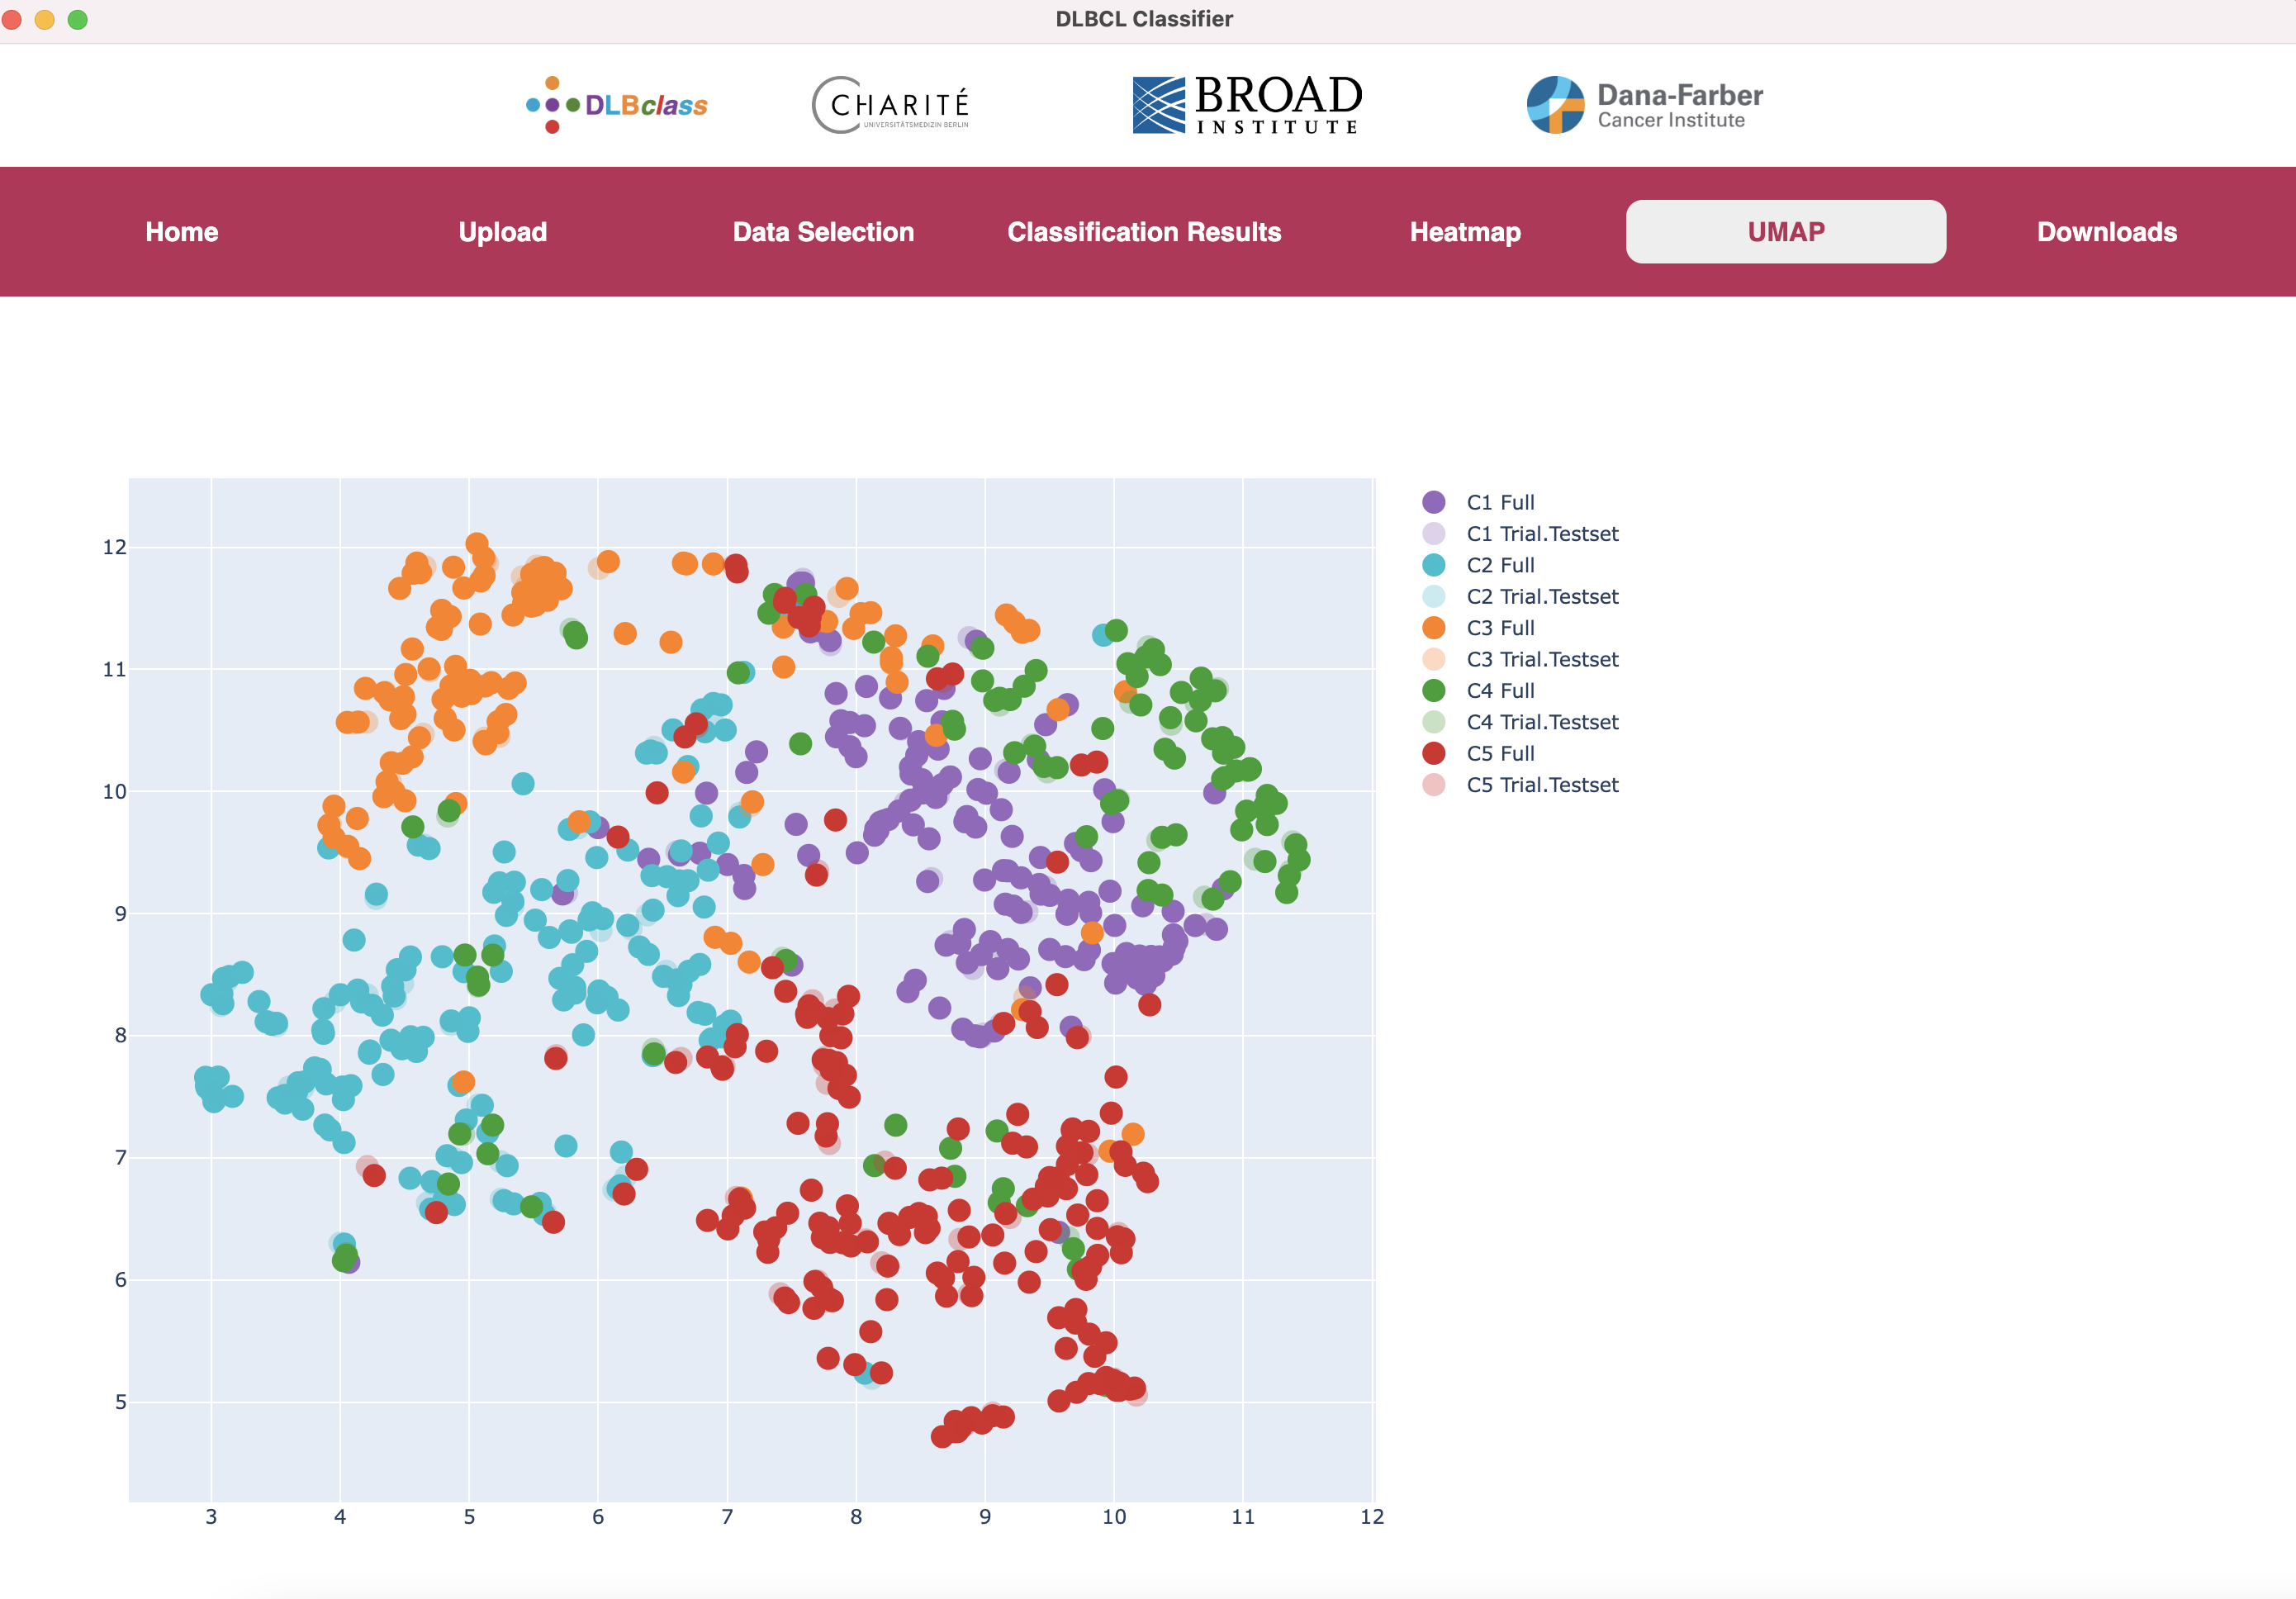 DLBCL Classifier
DLBclass
CHARITÉ
UNIVERSITÄTSMEDIZIN BERLIN
BROAD
INSTITUTE
Dana-Farber
Cancer Institute
Home Upload Data Selection Classification Results Heatmap UMAP Downloads
C1 Full
C1 Trial.Testset
C2 Full
C2 Trial.Testset
C3 Full
C3 Trial.Testset
C4 Full
C4 Trial.Testset
C5 Full
C5 Trial.Testset
12
11
10
9
8
7
6
5
3 4 5 6 7 8 9 10 11 12